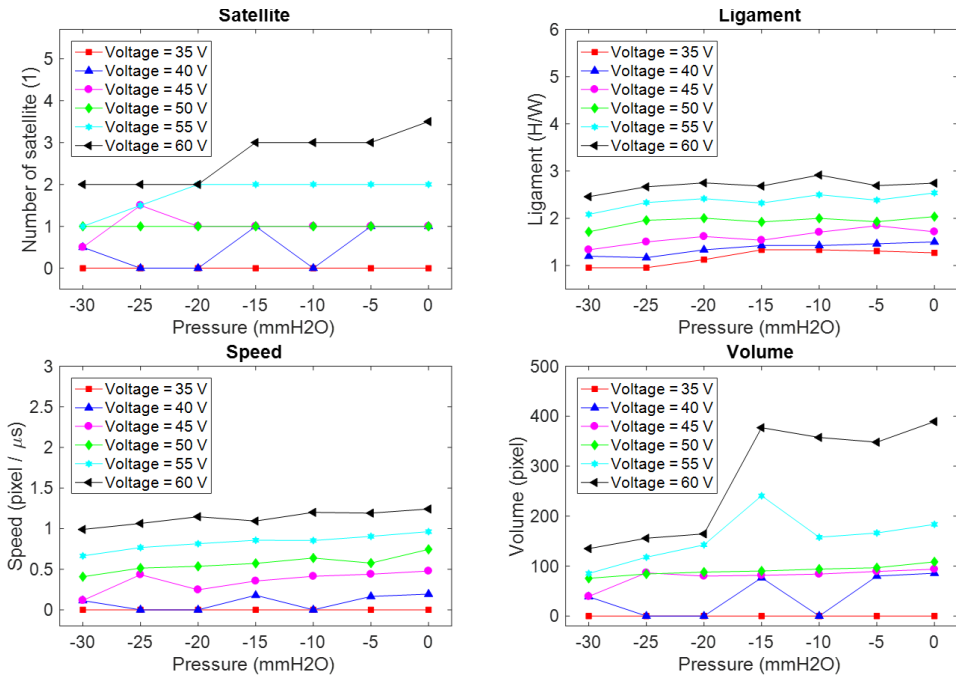 Satellite
Number of satellite (1)
5
4
3
2
1
0
Voltage = 35 V
Voltage = 40 V
Voltage = 45 V
Voltage = 50 V
Voltage = 55 V
Voltage = 60 V
-30 -25 -20 -15 -10 -5 0
Pressure (mmH2O)
Ligament
Ligament (H/W)
6
5
4
3
2
1
Voltage = 35 V
Voltage = 40 V
Voltage = 45 V
Voltage = 50 V
Voltage = 55 V
Voltage = 60 V
-30 -25 -20 -15 -10 -5 0
Pressure (mmH2O)
Speed
Speed (pixel / μs)
3
2.5
2
1.5
1
0.5
0
Voltage = 35 V
Voltage = 40 V
Voltage = 45 V
Voltage = 50 V
Voltage = 55 V
Voltage = 60 V
-30 -25 -20 -15 -10 -5 0
Pressure (mmH2O)
Volume
Volume (pixel)
500
400
300
200
100
0
Voltage = 35 V
Voltage = 40 V
Voltage = 45 V
Voltage = 50 V
Voltage = 55 V
Voltage = 60 V
-30 -25 -20 -15 -10 -5 0
Pressure (mmH2O)